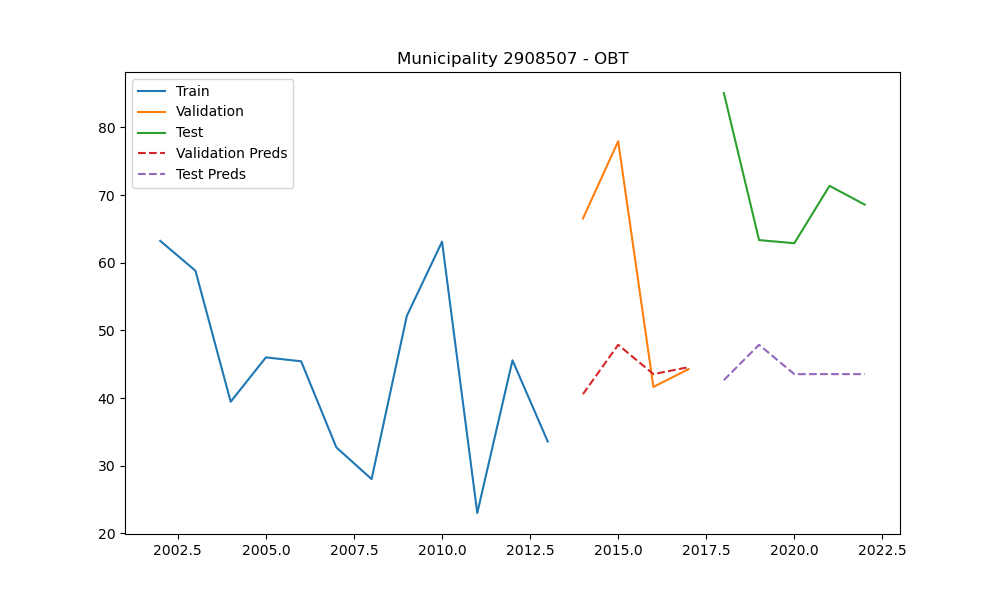 Municipality 2908507 - OBT
Train
Validation
Test
Validation Preds
Test Preds
80
70
60
50
40
30
20
2002.5 2005.0 2007.5 2010.0 2012.5 2015.0 2017.5 2020.0 2022.5